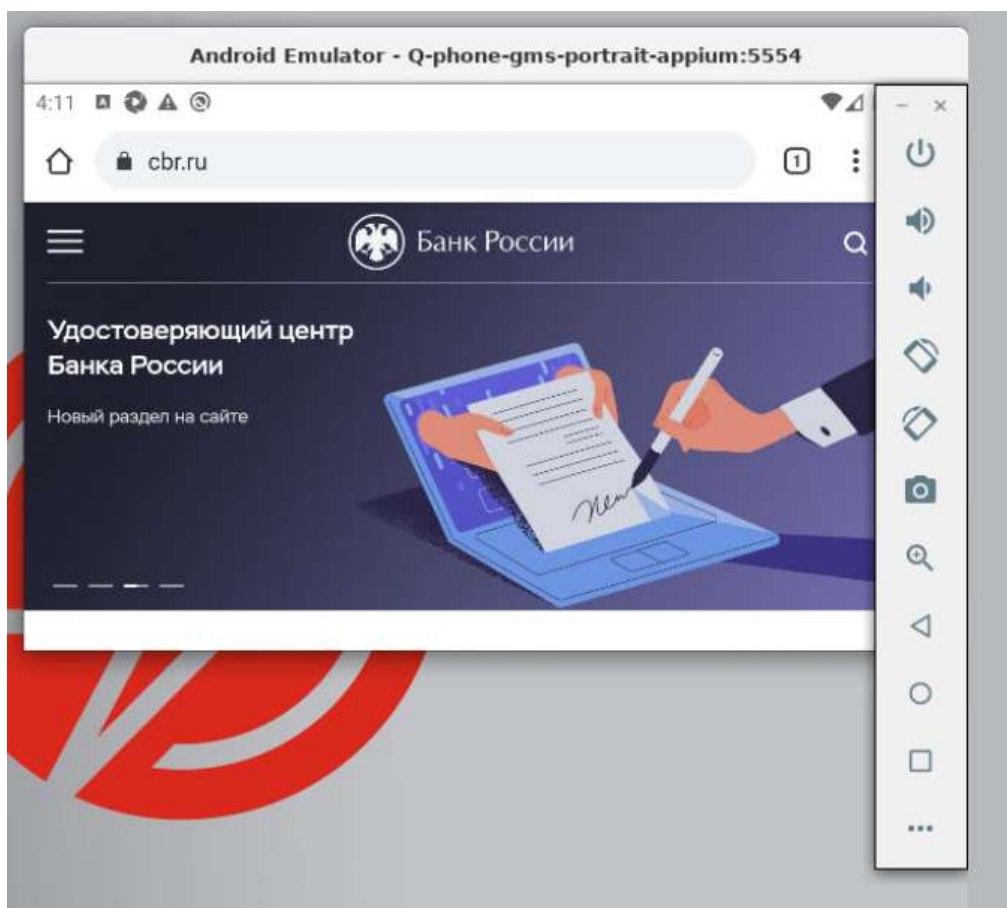 Android Emulator - Q-phone-gms-portrait-appium:5554
4:11
cbr.ru
1
Банк России
Удостоверяющий центр
Банка России
Новый раздел на сайте